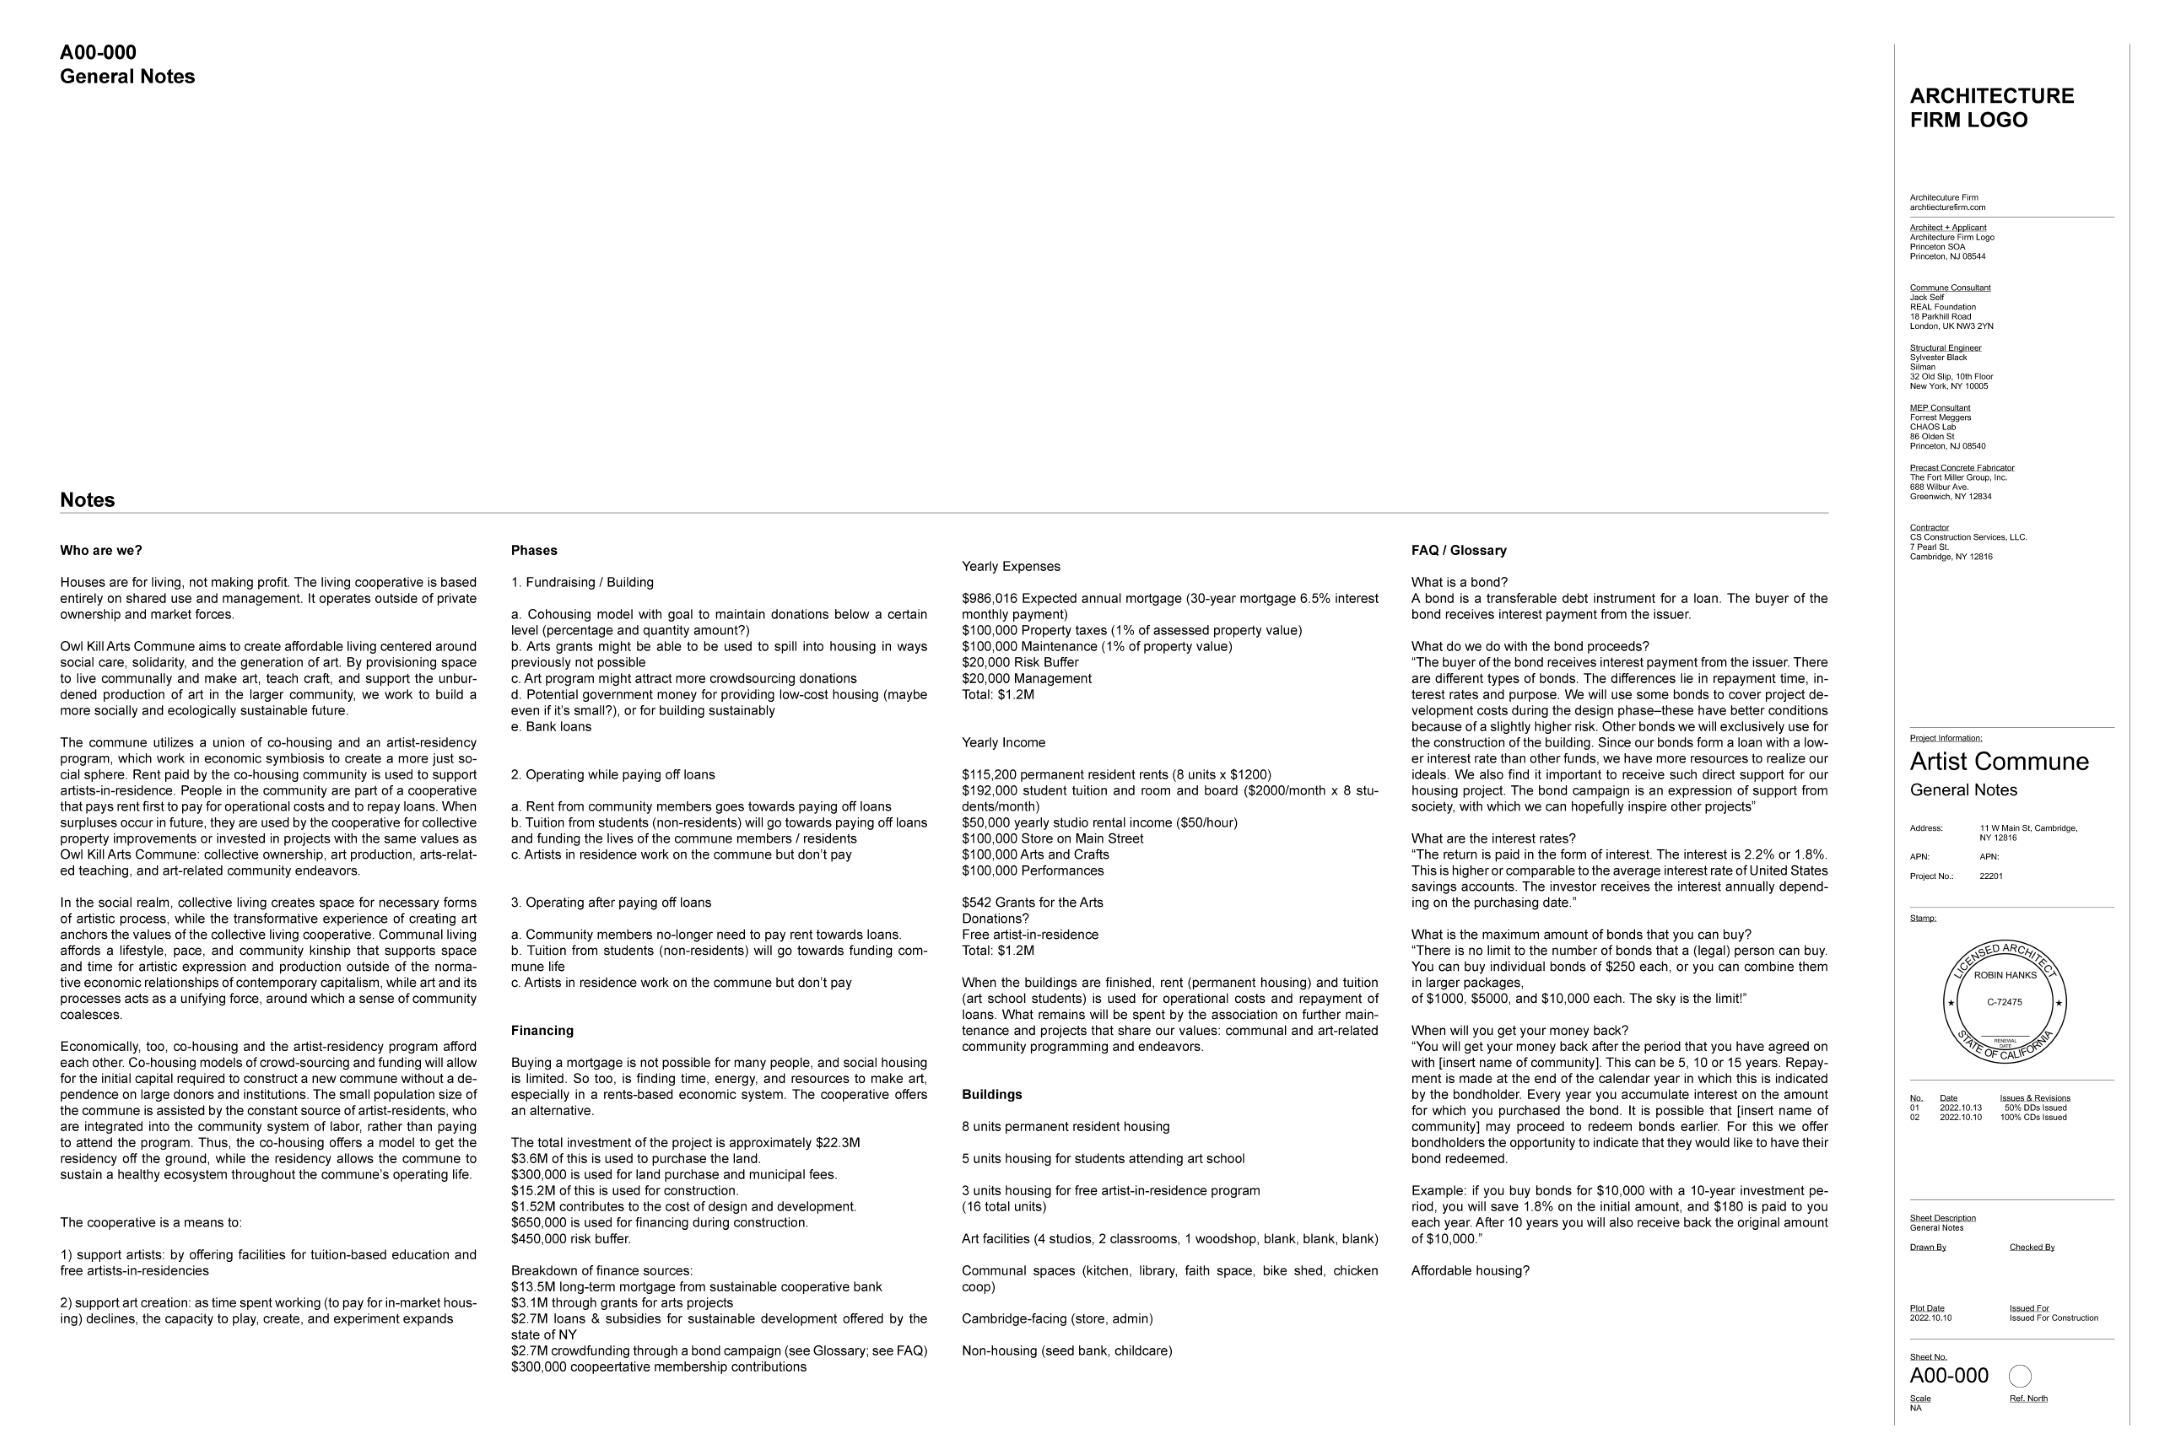 A00-000
General Notes
Notes
Who are we?
Houses are for living, not making profit. The living cooperative is based
entirely on shared use and management. It operates outside of private
ownership and market forces.
Owl Kill Arts Commune aims to create affordable living centered around
social care, solidarity, and the generation of art. By provisioning space
to live communally and make art, teach craft, and support the unbur-
dened production of art in the larger community, we work to build a
more socially and ecologically sustainable future.
The commune utilizes a union of co-housing and an artist-residency
program, which work in economic symbiosis to create a more just so-
cial sphere. Rent paid by the co-housing community is used to support
artists-in-residence. People in the community are part of a cooperative
that pays rent first to pay for operational costs and to repay loans. When
surpluses occur in future, they are used by the cooperative for collective
property improvements or invested in projects with the same values as
Owl Kill Arts Commune: collective ownership, art production, arts-relat-
ed teaching, and art-related community endeavors.
In the social realm, collective living creates space for necessary forms
of artistic process, while the transformative experience of creating art
anchors the values of the collective living cooperative. Communal living
affords a lifestyle, pace, and community kinship that supports space
and time for artistic expression and production outside of the norma-
tive economic relationships of contemporary capitalism, while art and its
processes acts as a unifying force, around which a sense of community
coalesces.
Economically, too, co-housing and the artist-residency program afford
each other. Co-housing models of crowd-sourcing and funding will allow
for the initial capital required to construct a new commune without a de-
pendence on large donors and institutions. The small population size of
the commune is assisted by the constant source of artist-residents, who
are integrated into the community system of labor, rather than paying
to attend the program. Thus, the co-housing offers a model to get the
residency off the ground, while the residency allows the commune to
sustain a healthy ecosystem throughout the commune's operating life.
The cooperative is a means to:
1) support artists: by offering facilities for tuition-based education and
free artists-in-residencies
2) support art creation: as time spent working (to pay for in-market hous-
ing) declines, the capacity to play, create, and experiment expands
Phases
1. Fundraising / Building
a. Cohousing model with goal to maintain donations below a certain
level (percentage and quantity amount?)
b. Arts grants might be able to be used to spill into housing in ways
previously not possible
c. Art program might attract more crowdsourcing donations
d. Potential government money for providing low-cost housing (maybe
even if it's small?), or for building sustainably
e. Bank loans
2. Operating while paying off loans
a. Rent from community members goes towards paying off loans
b. Tuition from students (non-residents) will go towards paying off loans
and funding the lives of the commune members / residents
c. Artists in residence work on the commune but don't pay
3. Operating after paying off loans
a. Community members no-longer need to pay rent towards loans.
b. Tuition from students (non-residents) will go towards funding com-
mune life
c. Artists in residence work on the commune but don't pay
Financing
Buying a mortgage is not possible for many people, and social housing
is limited. So too, is finding time, energy, and resources to make art,
especially in a rents-based economic system. The cooperative offers
an alternative.
The total investment of the project is approximately $22.3M
$3.6M of this is used to purchase the land.
$300,000 is used for land purchase and municipal fees.
$15.2M of this is used for construction.
$1.52M contributes to the cost of design and development.
$650,000 is used for financing during construction.
$450,000 risk buffer.
Breakdown of finance sources:
$13.5M long-term mortgage from sustainable cooperative bank
$3.1M through grants for arts projects
$2.7M loans & subsidies for sustainable development offered by the
state of NY
$2.7M crowdfunding through a bond campaign (see Glossary; see FAQ)
$300,000 coopeertative membership contributions
Yearly Expenses
$986,016 Expected annual mortgage (30-year mortgage 6.5% interest
monthly payment)
$100,000 Property taxes (1% of assessed property value)
$100,000 Maintenance (1% of property value)
$20,000 Risk Buffer
$20,000 Management
Total: $1.2M
Yearly Income
$115,200 permanent resident rents (8 units x $1200)
$192,000 student tuition and room and board ($2000/month x 8 stu-
dents/month)
$50,000 yearly studio rental income ($50/hour)
$100,000 Store on Main Street
$100,000 Arts and Crafts
$100,000 Performances
$542 Grants for the Arts
Donations?
Free artist-in-residence
Total: $1.2M
When the buildings are finished, rent (permanent housing) and tuition
(art school students) is used for operational costs and repayment of
loans. What remains will be spent by the association on further main-
tenance and projects that share our values: communal and art-related
community programming and endeavors.
Buildings
8 units permanent resident housing
5 units housing for students attending art school
3 units housing for free artist-in-residence program
(16 total units)
Art facilities (4 studios, 2 classrooms, 1 woodshop, blank, blank, blank)
Communal spaces (kitchen, library, faith space, bike shed, chicken
coop)
Cambridge-facing (store, admin)
Non-housing (seed bank, childcare)
FAQ / Glossary
What is a bond?
A bond is a transferable debt instrument for a loan. The buyer of the
bond receives interest payment from the issuer.
What do we do with the bond proceeds?
“The buyer of the bond receives interest payment from the issuer. There
are different types of bonds. The differences lie in repayment time, in-
terest rates and purpose. We will use some bonds to cover project de-
velopment costs during the design phase–these have better conditions
because of a slightly higher risk. Other bonds we will exclusively use for
the construction of the building. Since our bonds form a loan with a low-
er interest rate than other funds, we have more resources to realize our
ideals. We also find it important to receive such direct support for our
housing project. The bond campaign is an expression of support from
society, with which we can hopefully inspire other projects”
What are the interest rates?
“The return is paid in the form of interest. The interest is 2.2% or 1.8%.
This is higher or comparable to the average interest rate of United States
savings accounts. The investor receives the interest annually depend-
ing on the purchasing date.”
What is the maximum amount of bonds that you can buy?
“There is no limit to the number of bonds that a (legal) person can buy.
You can buy individual bonds of $250 each, or you can combine them
in larger packages,
of $1000, $5000, and $10,000 each. The sky is the limit!”
When will you get your money back?
“You will get your money back after the period that you have agreed on
with [insert name of community]. This can be 5, 10 or 15 years. Repay-
ment is made at the end of the calendar year in which this is indicated
by the bondholder. Every year you accumulate interest on the amount
for which you purchased the bond. It is possible that [insert name of
community] may proceed to redeem bonds earlier. For this we offer
bondholders the opportunity to indicate that they would like to have their
bond redeemed.
Example: if you buy bonds for $10,000 with a 10-year investment pe-
riod, you will save 1.8% on the initial amount, and $180 is paid to you
each year. After 10 years you will also receive back the original amount
of $10,000.”
Affordable housing?
ARCHITECTURE
FIRM LOGO
Architecuture Firm
archtiecturefirm.com
Architect + Applicant
Architecture Firm Logo
Princeton SOA
Princeton, NJ 08544
Commune Consultant
Jack Self
REAL Foundation
18 Parkhill Road
London, UK NW3 2YN
Structural Engineer
Sylvester Black
Silman
32 Old Slip, 10th Floor
New York, NY 10005
MEP Consultant
Forrest Meggers
CHAOS Lab
86 Olden St
Princeton, NJ 08540
Precast Concrete Fabricator
The Fort Miller Group, Inc.
688 Wilbur Ave.
Greenwich, NY 12834
Contractor
CS Construction Services, LLC.
7 Pearl St.
Cambridge, NY 12816
Project Information:
Artist Commune
General Notes
Address: 11 W Main St, Cambridge,
NY 12816
APN: APN:
Project No.: 22201
Stamp:
LICENSED ARCHITECT
ROBIN HANKS
C-72475
RENEWAL
DATE
STATE OF CALIFORNIA
No. Date Issues & Revisions
01 2022.10.13 50% DDs Issued
02 2022.10.10 100% CDs Issued
Sheet Description
General Notes
Drawn By Checked By
Plot Date Issued For
2022.10.10 Issued For Construction
Sheet No.
A00-000
Scale Ref. North
NA